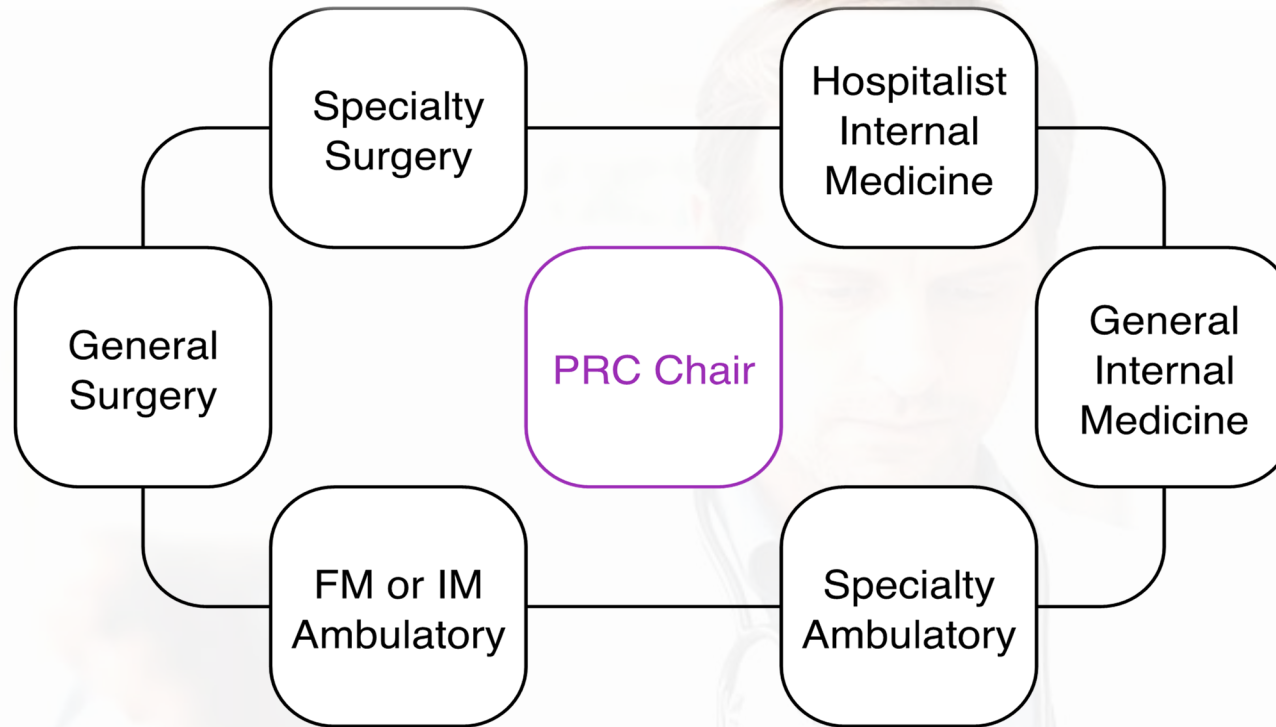 Specialty
Surgery
Hospitalist
Internal
Medicine
General
Surgery
PRC Chair
General
Internal
Medicine
FM or IM
Ambulatory
Specialty
Ambulatory